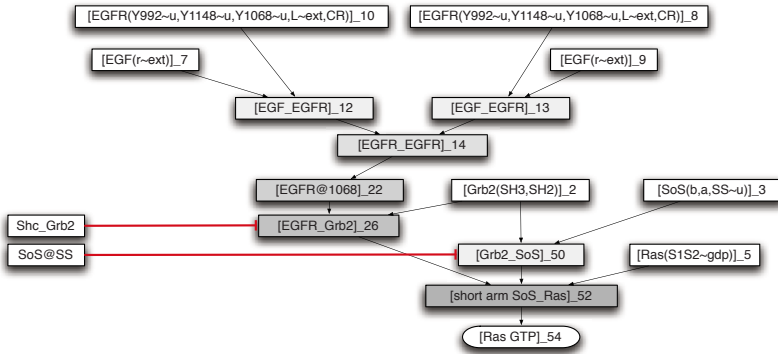 [EGFR(Y992~u,Y1148~u,Y1068~u,L~ext,CR)]_10
[EGFR(Y992~u,Y1148~u,Y1068~u,L~ext,CR)]_8
[EGF(r~ext)]_7
[EGF(r~ext)]_9
[EGF_EGFR]_12
[EGF_EGFR]_13
[EGFR_EGFR]_14
[EGFR@1068]_22
[Grb2(SH3,SH2)]_2
[SoS(b,a,SS~u)]_3
Shc_Grb2
[EGFR_Grb2]_26
SoS@SS
[Grb2_SoS]_50
[Ras(S1S2~gdp)]_5
[short arm SoS_Ras]_52
[Ras GTP]_54